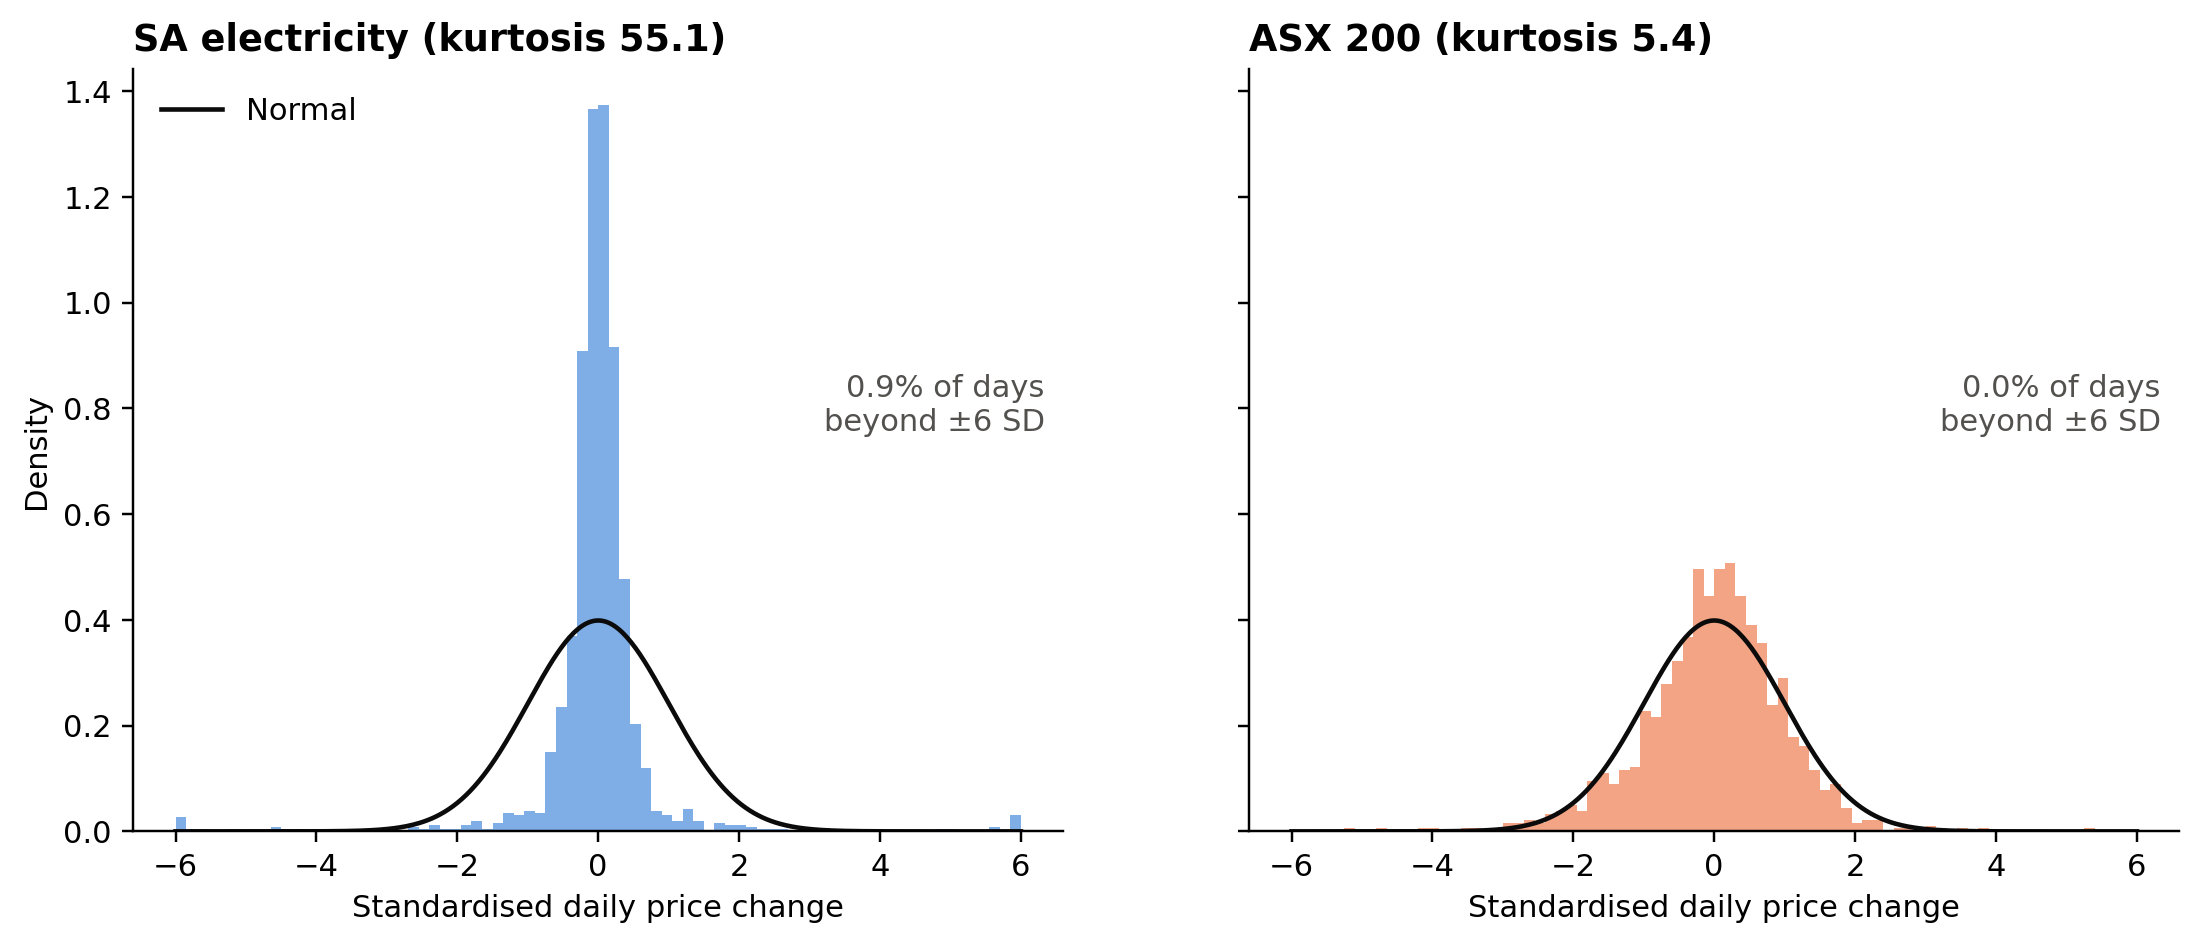 SA electricity (kurtosis 55.1)
Normal
1.4
1.2
1.0
0.8
0.6
0.4
0.2
0.0
Density
0.9% of days
beyond ±6 SD
−6 −4 −2 0 2 4 6
Standardised daily price change
ASX 200 (kurtosis 5.4)
0.0% of days
beyond ±6 SD
−6 −4 −2 0 2 4 6
Standardised daily price change